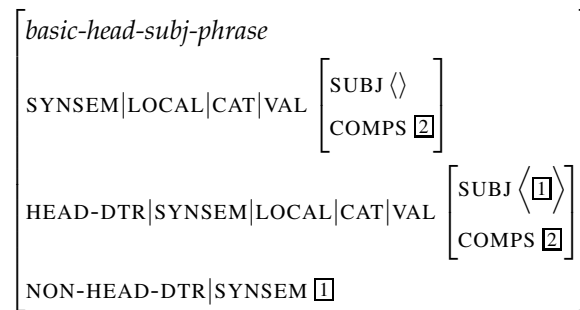 basic-head-subj-phrase
SYNSEM|LOCAL|CAT|VAL [SUBJ ⟨⟩
COMPS 2]
HEAD-DTR|SYNSEM|LOCAL|CAT|VAL [SUBJ ⟨1⟩
COMPS 2]
NON-HEAD-DTR|SYNSEM 1